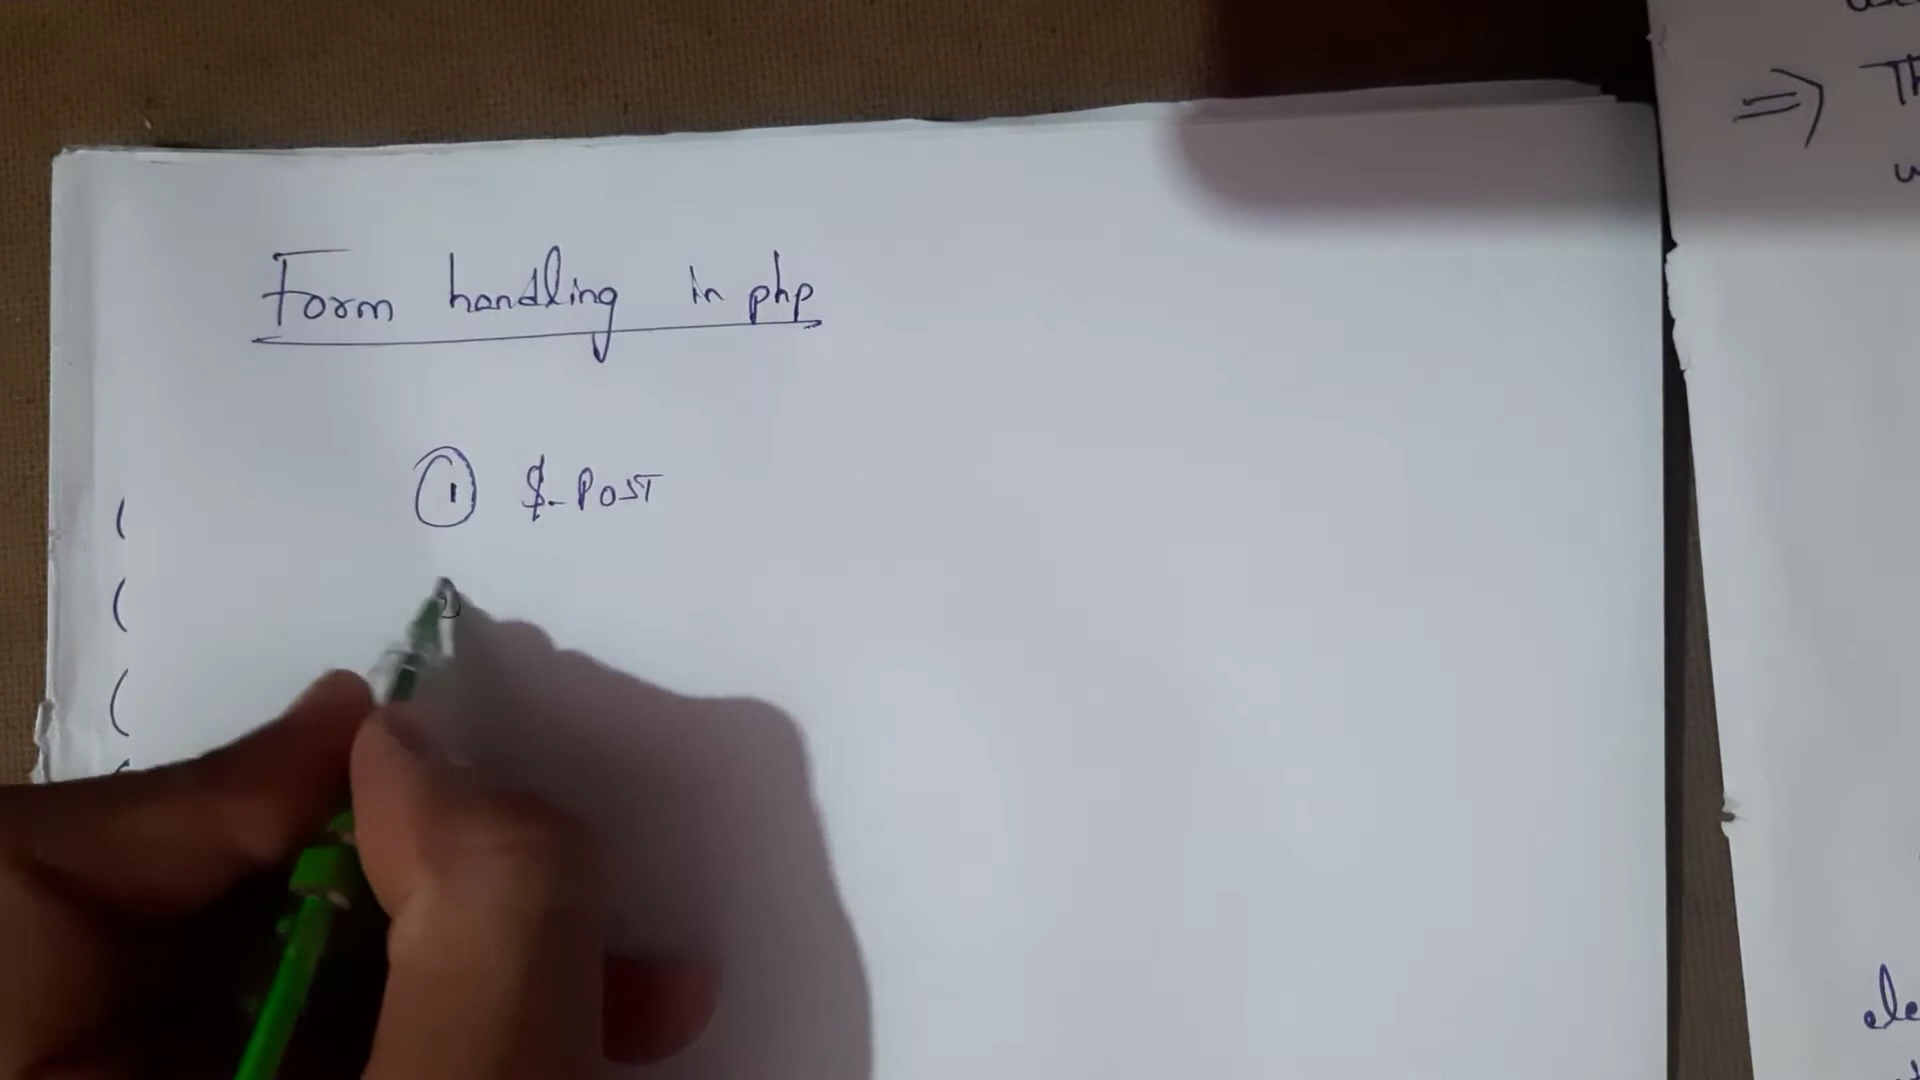 Form handling in php
① $_POST
⇒